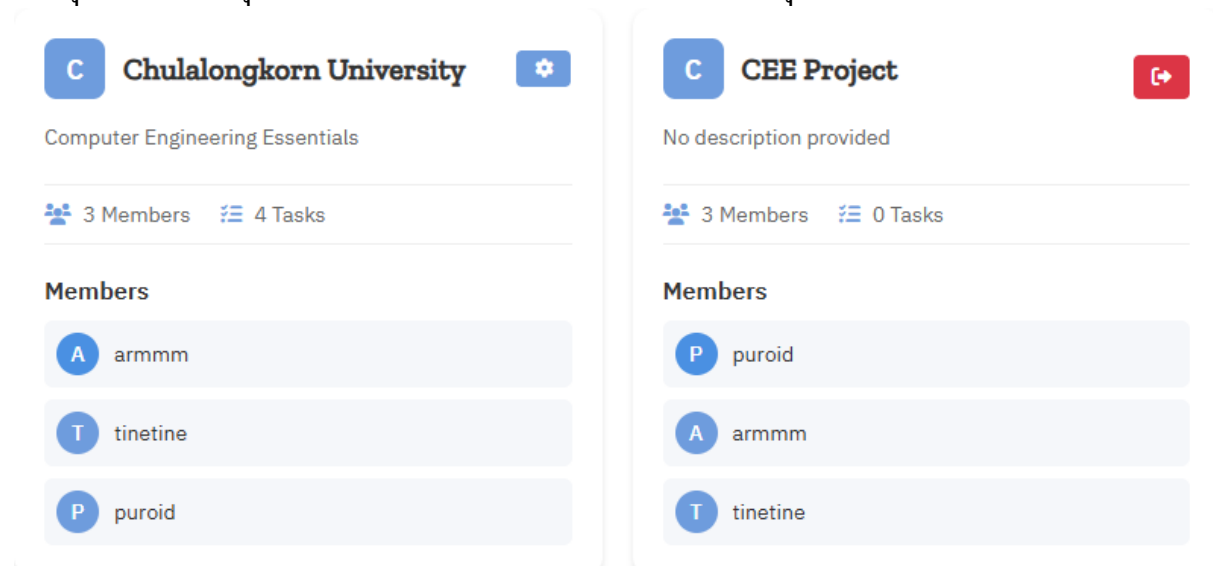 C Chulalongkorn University
Computer Engineering Essentials
3 Members 4 Tasks
Members
A armmm
T tinetine
P puroid
C CEE Project
No description provided
3 Members 0 Tasks
Members
P puroid
A armmm
T tinetine